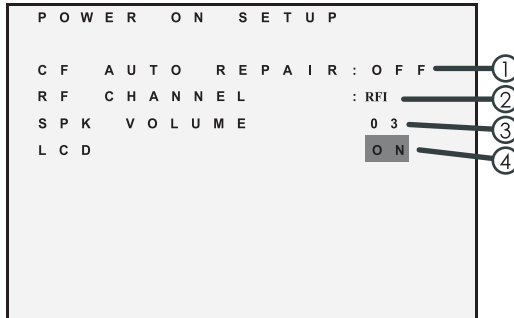 POWER ON SETUP
CF AUTO REPAIR:OFF 1
RF CHANNEL :RFI 2
SPK VOLUME 03 3
LCD ON 4